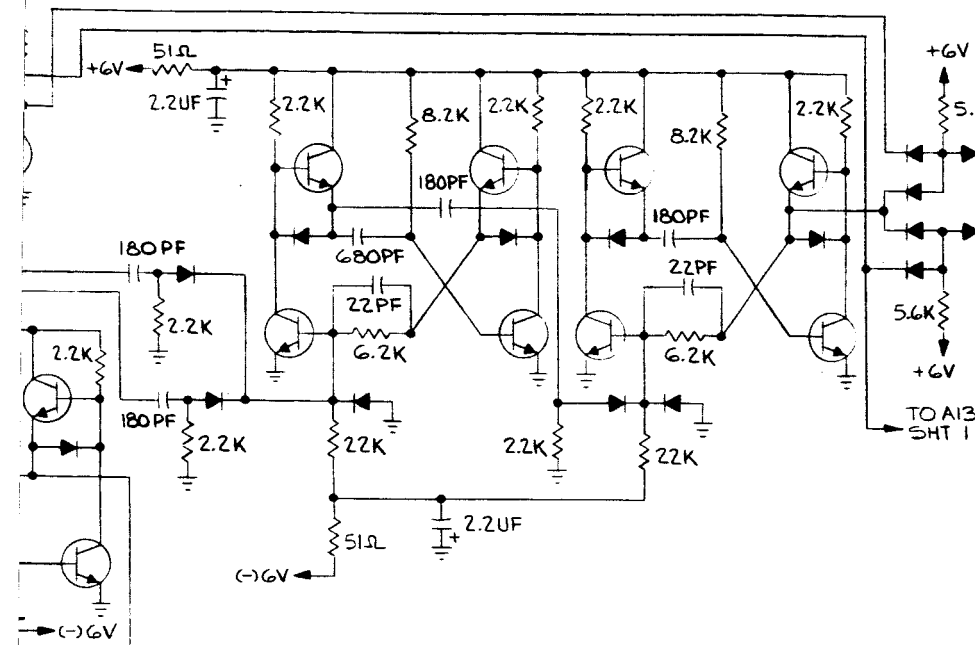 51Ω
+6V
+
2.2UF
2.2K
8.2K
2.2K
2.2K
8.2K
2.2K
+6V
5.
180PF
180PF
180PF
680PF
22PF
22PF
2.2K
6.2K
6.2K
5.6K
2.2K
+6V
180PF
2.2K
22K
2.2K
22K
TO A13
SHT 1
51Ω
2.2UF
+
(-)6V
(-)6V